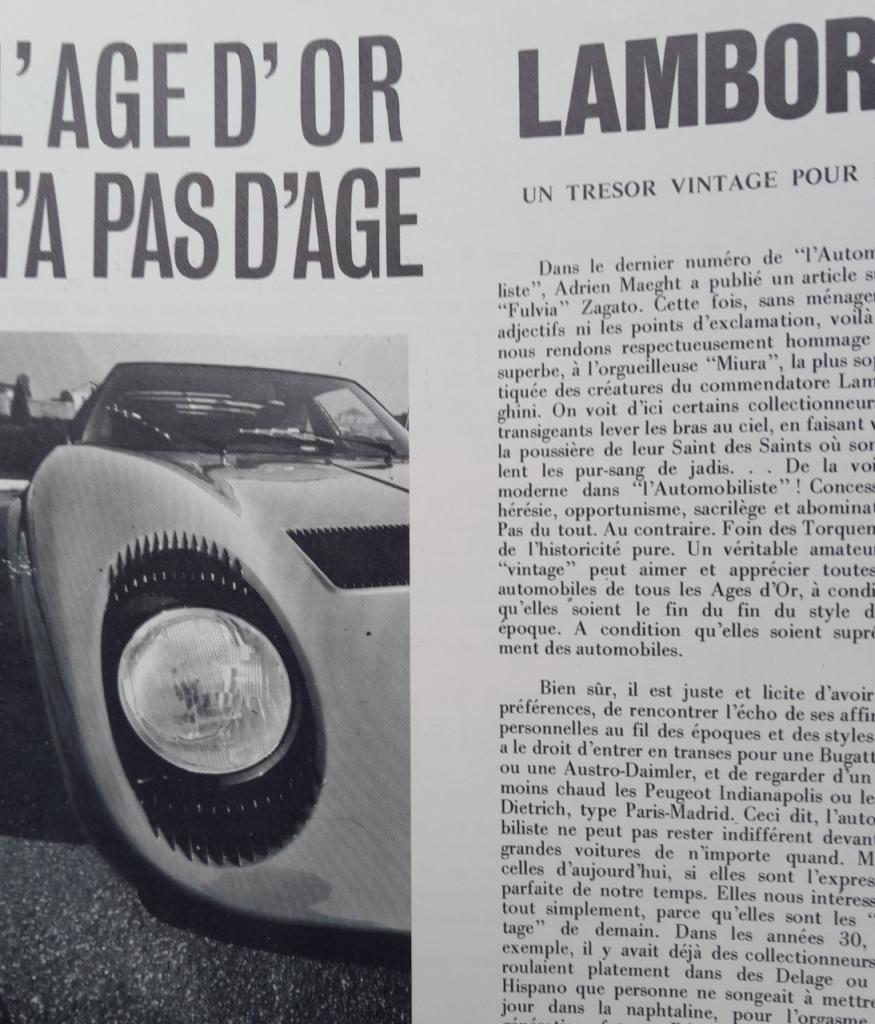 L'AGE D'OR
N'A PAS D'AGE
LAMBOR
UN TRESOR VINTAGE POUR
Dans le dernier numéro de "l'Autom
liste", Adrien Maeght a publié un article s
"Fulvia" Zagato. Cette fois, sans ménage
adjectifs ni les points d'exclamation, voilà
nous rendons respectueusement hommage
superbe, à l'orgueilleuse "Miura", la plus sop
tiquée des créatures du commendatore Lam
ghini. On voit d'ici certains collectionneur
transigeants lever les bras au ciel, en faisant v
la poussière de leur Saint des Saints où son
lent les pur-sang de jadis. . . De la voi
moderne dans "l'Automobiliste" ! Concess
hérésie, opportunisme, sacrilège et abominat
Pas du tout. Au contraire. Foin des Torquem
de l'historicité pure. Un véritable amateu
"vintage" peut aimer et apprécier toutes
automobiles de tous les Ages d'Or, à condi
qu'elles soient le fin du fin du style d
époque. A condition qu'elles soient suprê
ment des automobiles.
Bien sûr, il est juste et licite d'avoir
préférences, de rencontrer l'écho de ses affin
personnelles au fil des époques et des styles
a le droit d'entrer en transes pour une Bugatt
ou une Austro-Daimler, et de regarder d'un
moins chaud les Peugeot Indianapolis ou le
Dietrich, type Paris-Madrid. Ceci dit, l'auto
biliste ne peut pas rester indifférent devan
grandes voitures de n'importe quand. M
celles d'aujourd'hui, si elles sont l'expres
parfaite de notre temps. Elles nous intéress
tout simplement, parce qu'elles sont les "
tage" de demain. Dans les années 30,
exemple, il y avait déjà des collectionneurs
roulaient platement dans des Delage ou
Hispano que personne ne songeait à mettre
jour dans la naphtaline, pour l'orgasme